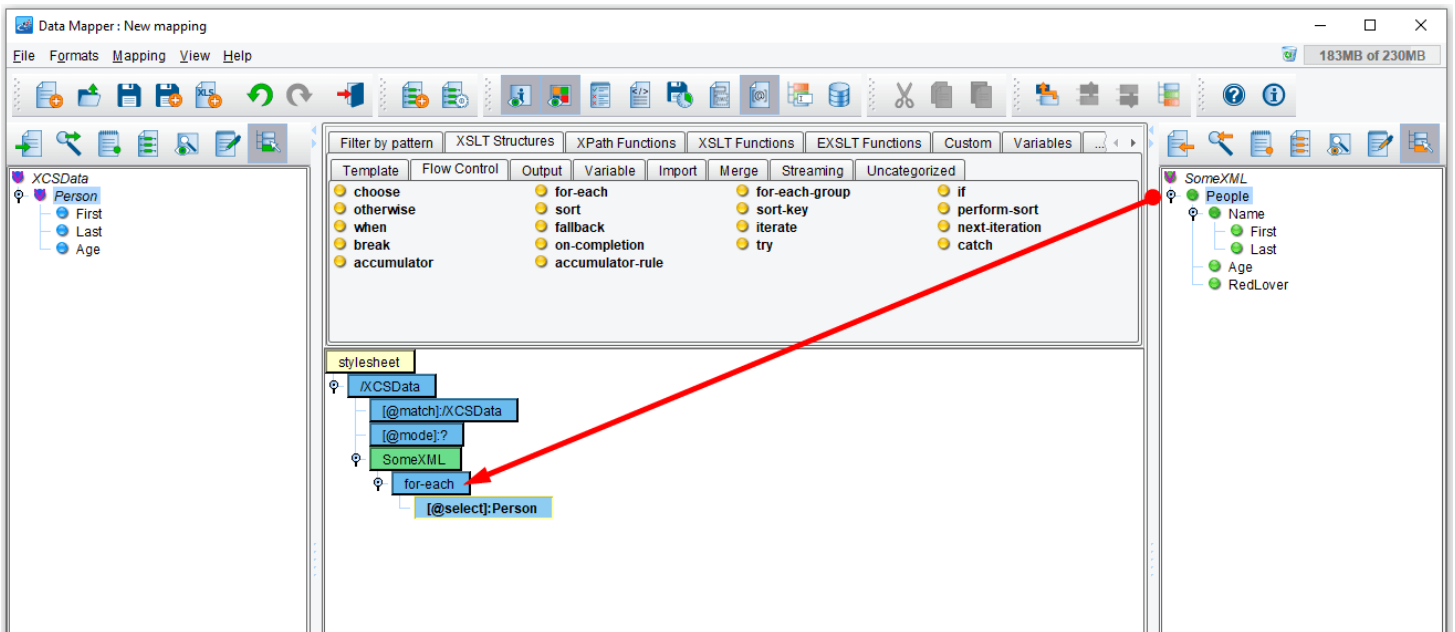 Data Mapper : New mapping
File Formats Mapping View Help
183MB of 230MB
XLS
Filter by pattern XSLT Structures XPath Functions XSLT Functions EXSLT Functions Custom Variables ...
Template Flow Control Output Variable Import Merge Streaming Uncategorized
choose for-each for-each-group if
otherwise sort sort-key perform-sort
when fallback iterate next-iteration
break on-completion try catch
accumulator accumulator-rule
XCSData
Person
First
Last
Age
stylesheet
/XCSData
[@match]:/XCSData
[@mode]:?
SomeXML
for-each
[@select]:Person
SomeXML
People
Name
First
Last
Age
RedLover